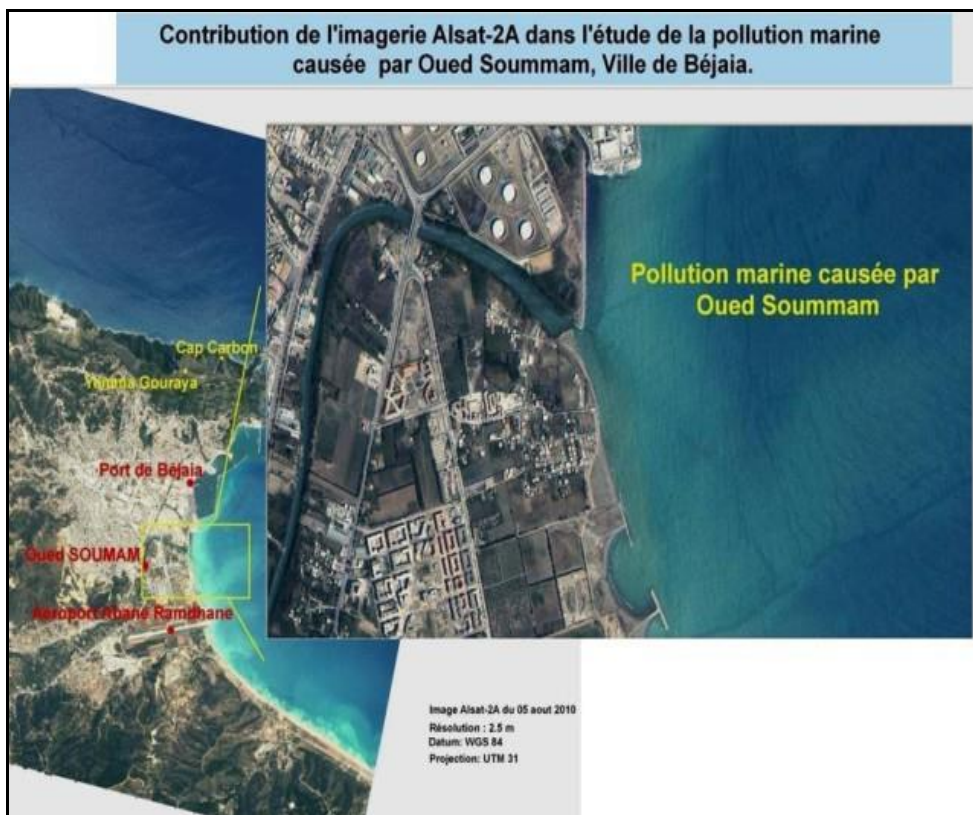 Contribution de l'imagerie Alsat-2A dans l'étude de la pollution marine
causée par Oued Soummam, Ville de Béjaia.
Pollution marine causée par
Oued Soummam
Cap Carbon
Yemma Gouraya
Port de Béjaia
Oued SOUMAM
Aéroport Abane Ramdhane
Image Alsat-2A du 05 aout 2010
Résolution : 2.5 m
Datum: WGS 84
Projection: UTM 31